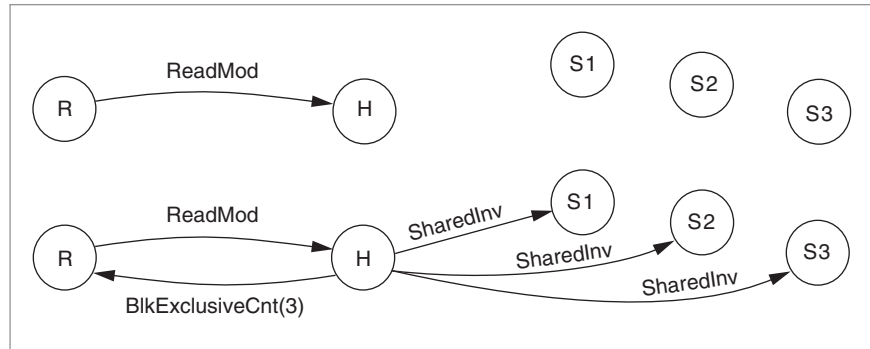 ReadMod
R
H
S1
S2
S3
ReadMod
R
H
BlkExclusiveCnt(3)
SharedInv
S1
SharedInv
S2
SharedInv
S3